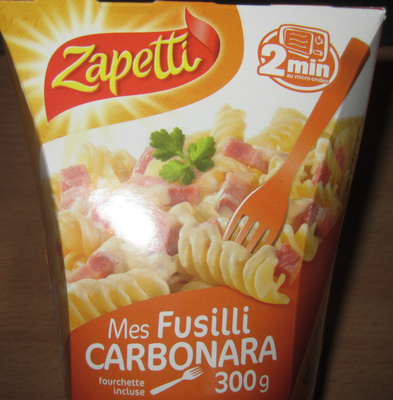 Zapetti
2 min
au micro-ondes
Mes Fusilli
CARBONARA
fourchette
incluse
300g